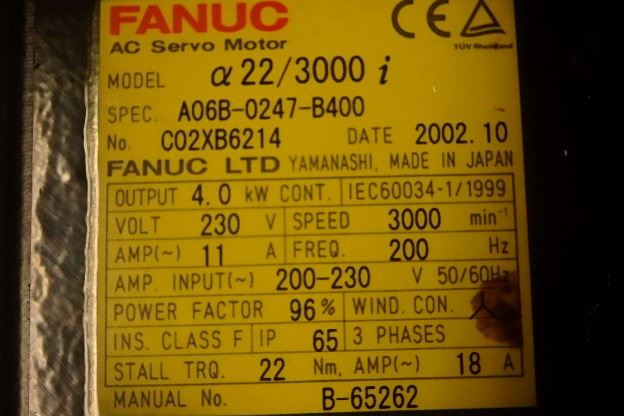 FANUC
AC Servo Motor
TÜV Rheinland
MODEL α 22/3000 i
SPEC. A06B-0247-B400
No. C02XB6214 DATE 2002.10
FANUC LTD YAMANASHI, MADE IN JAPAN
OUTPUT 4.0 kW CONT. IEC60034-1/1999
VOLT 230 V SPEED 3000 min⁻¹
AMP(~) 11 A FREQ. 200 Hz
AMP. INPUT(~) 200-230 V 50/60Hz
POWER FACTOR 96% WIND. CON.
INS. CLASS F IP 65 3 PHASES
STALL TRQ. 22 Nm, AMP(~) 18 A
MANUAL No. B-65262